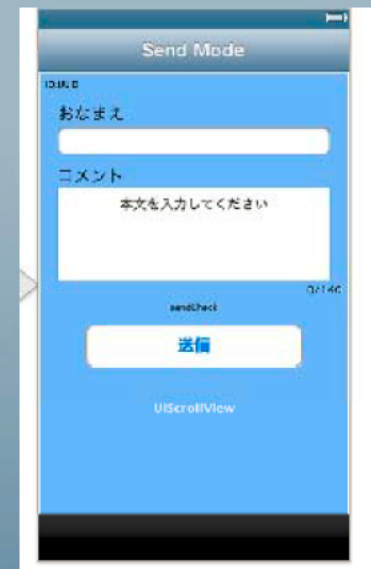 Send Mode
おなまえ
コメント
本文を入力してください
0/140
sendCheck
送信
UIScrollView